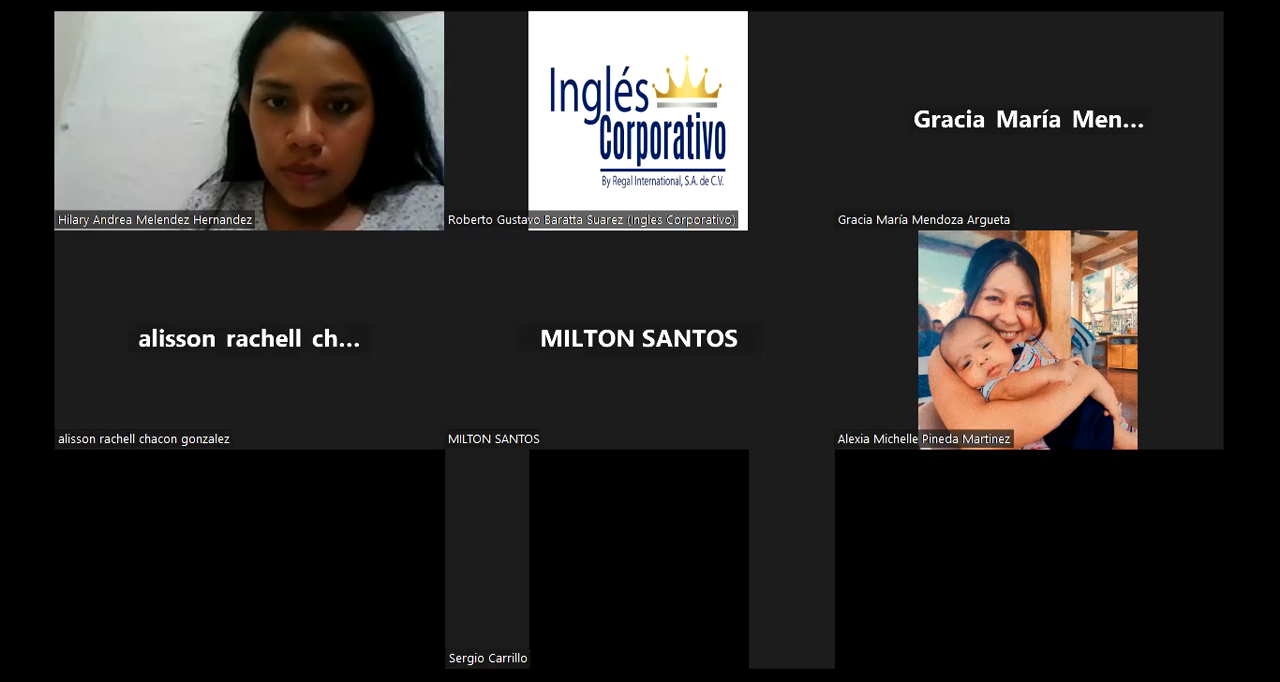 Inglés
Corporativo
By Regal International, S.A. de C.V.
Gracia María Men...
Hilary Andrea Melendez Hernandez
Roberto Gustavo Baratta Suarez (Ingles Corporativo)
Gracia María Mendoza Argueta
alisson rachell ch...
MILTON SANTOS
alisson rachell chacon gonzalez
MILTON SANTOS
Alexia Michelle Pineda Martinez
Sergio Carrillo